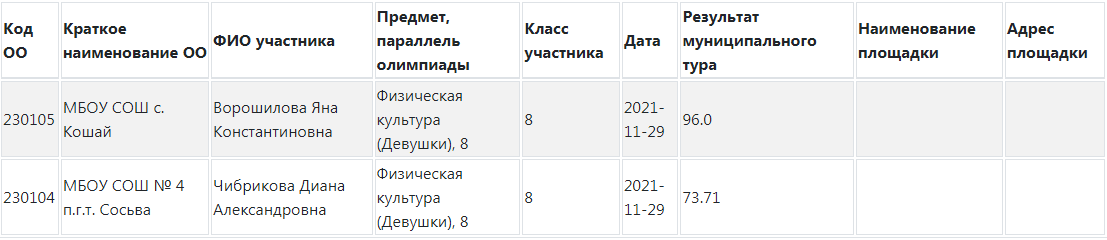 Код ОО
Краткое наименование ОО
ФИО участника
Предмет, параллель олимпиады
Класс участника
Дата
Результат муниципального тура
Наименование площадки
Адрес площадки
230105
МБОУ СОШ с. Кошай
Ворошилова Яна Константиновна
Физическая культура (Девушки), 8
8
2021-11-29
96.0
230104
МБОУ СОШ № 4 п.г.т. Сосьва
Чибрикова Диана Александровна
Физическая культура (Девушки), 8
8
2021-11-29
73.71